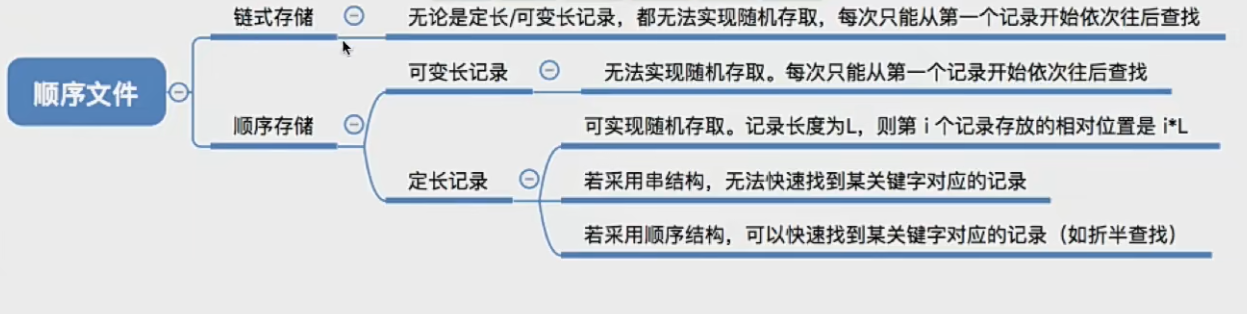 链式存储
无论是定长/可变长记录，都无法实现随机存取，每次只能从第一个记录开始依次往后查找
可变长记录
无法实现随机存取。每次只能从第一个记录开始依次往后查找
顺序文件
顺序存储
可实现随机存取。记录长度为L，则第 i 个记录存放的相对位置是 i*L
定长记录
若采用串结构，无法快速找到某关键字对应的记录
若采用顺序结构，可以快速找到某关键字对应的记录（如折半查找）